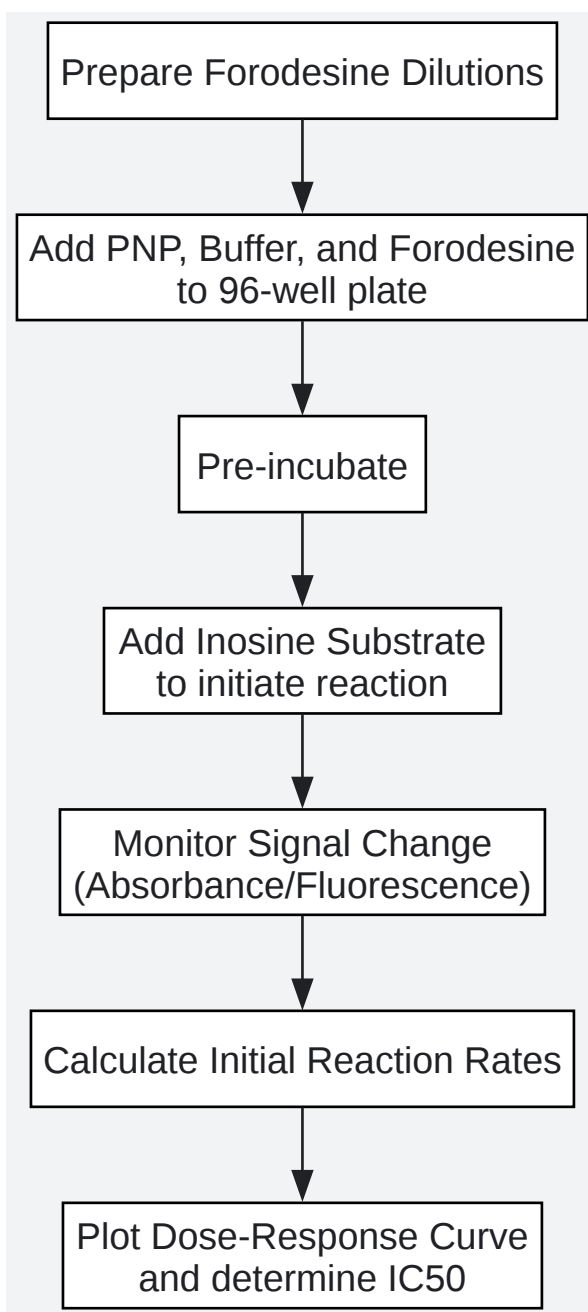 Prepare Forodesine Dilutions
Add PNP, Buffer, and Forodesine
to 96-well plate
Pre-incubate
Add Inosine Substrate
to initiate reaction
Monitor Signal Change
(Absorbance/Fluorescence)
Calculate Initial Reaction Rates
Plot Dose-Response Curve
and determine IC50